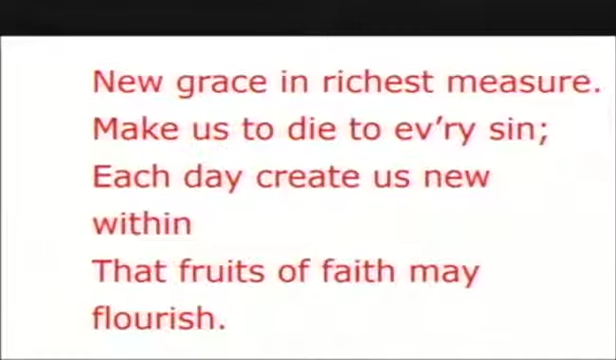 New grace in richest measure.
Make us to die to ev’ry sin;
Each day create us new
within
That fruits of faith may
flourish.